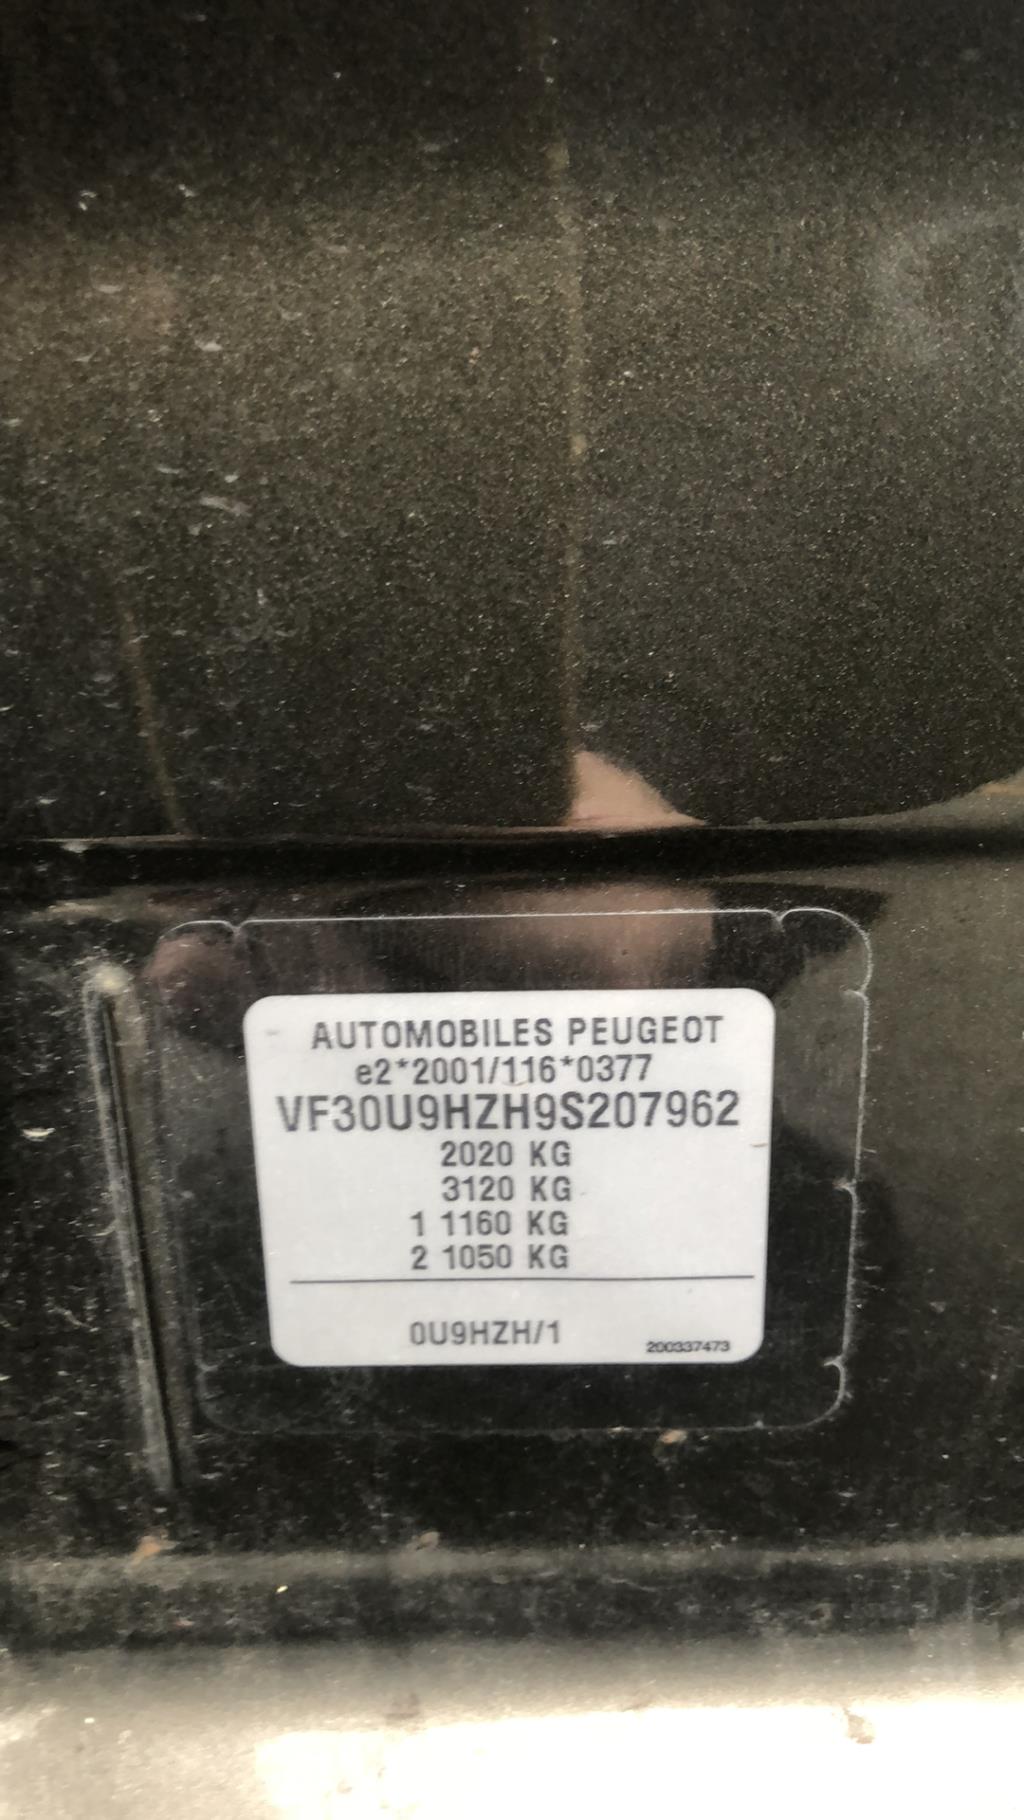 AUTOMOBILES PEUGEOT
e2*2001/116*0377
VF30U9HZH9S207962
2020 KG
3120 KG
1 1160 KG
2 1050 KG
0U9HZH/1
200337473